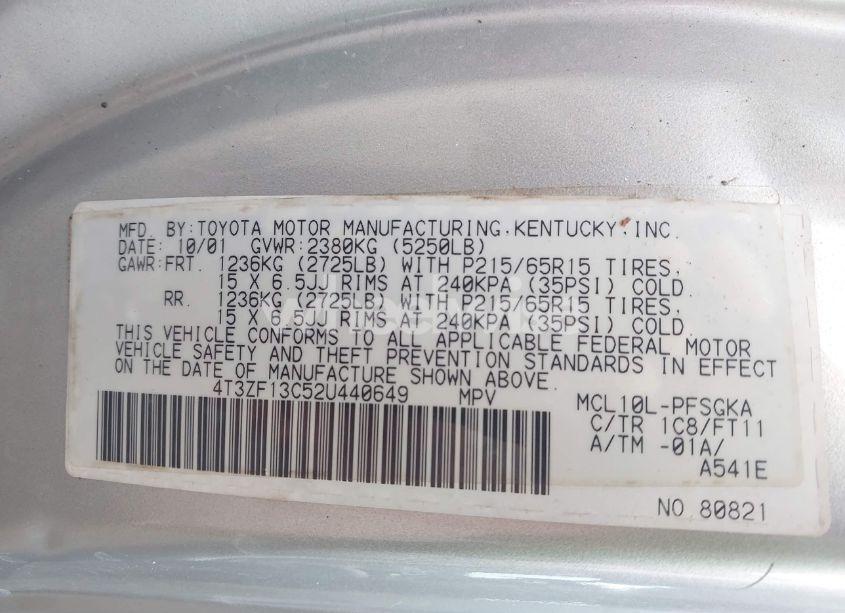 MFD. BY:TOYOTA MOTOR MANUFACTURING.KENTUCKY.INC.
DATE: 10/01 GVWR:2380KG (5250LB)
GAWR:FRT. 1236KG (2725LB) WITH P215/65R15 TIRES,
15 X 6.5JJ RIMS AT 240KPA (35PSI) COLD.
RR. 1236KG (2725LB) WITH P215/65R15 TIRES,
15 X 6.5JJ RIMS AT 240KPA (35PSI) COLD.
THIS VEHICLE CONFORMS TO ALL APPLICABLE FEDERAL MOTOR
VEHICLE SAFETY AND THEFT PREVENTION STANDARDS IN EFFECT
ON THE DATE OF MANUFACTURE SHOWN ABOVE.
4T3ZF13C52U440649 MPV
MCL10L-PFSGKA
C/TR 1C8/FT11
A/TM -01A/
A541E
NO.80821